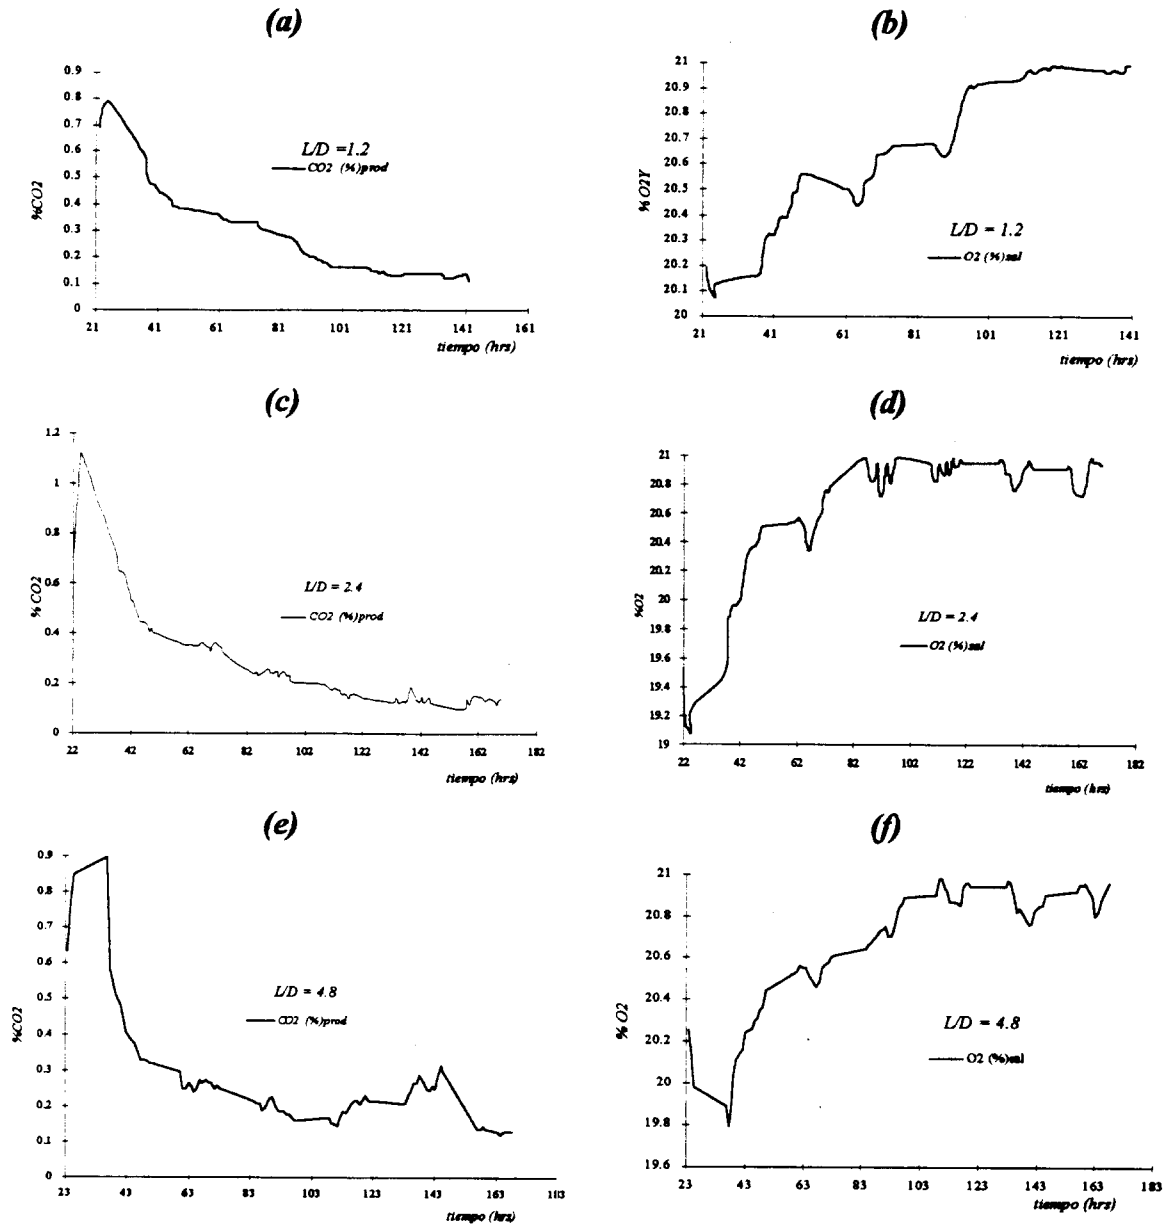 (a)
%CO2
0.9
0.8
0.7
0.6
0.5
0.4
0.3
0.2
0.1
0
L/D =1.2
CO2 (%)prod
21 41 61 81 101 121 141 161
tiempo (hrs)
(b)
% O2Y
21
20.9
20.8
20.7
20.6
20.5
20.4
20.3
20.2
20.1
20
L/D = 1.2
O2 (%)sal
21 41 61 81 101 121 141
tiempo (hrs)
(c)
% CO2
1.2
1
0.8
0.6
0.4
0.2
0
L/D = 2.4
CO2 (%)prod
22 42 62 82 102 122 142 162 182
tiempo (hrs)
(d)
%O2
21
20.8
20.6
20.4
20.2
20
19.8
19.6
19.4
19.2
19
L/D = 2.4
O2 (%)sal
22 42 62 82 102 122 142 162 182
tiempo (hrs)
(e)
%CO2
0.9
0.8
0.7
0.6
0.5
0.4
0.3
0.2
0.1
0
L/D = 4.8
CO2 (%)prod
23 43 63 83 103 123 143 163 183
tiempo (hrs)
(f)
% O2
21
20.8
20.6
20.4
20.2
20
19.8
19.6
L/D = 4.8
O2 (%)sal
23 43 63 83 103 123 143 163 183
tiempo (hrs)